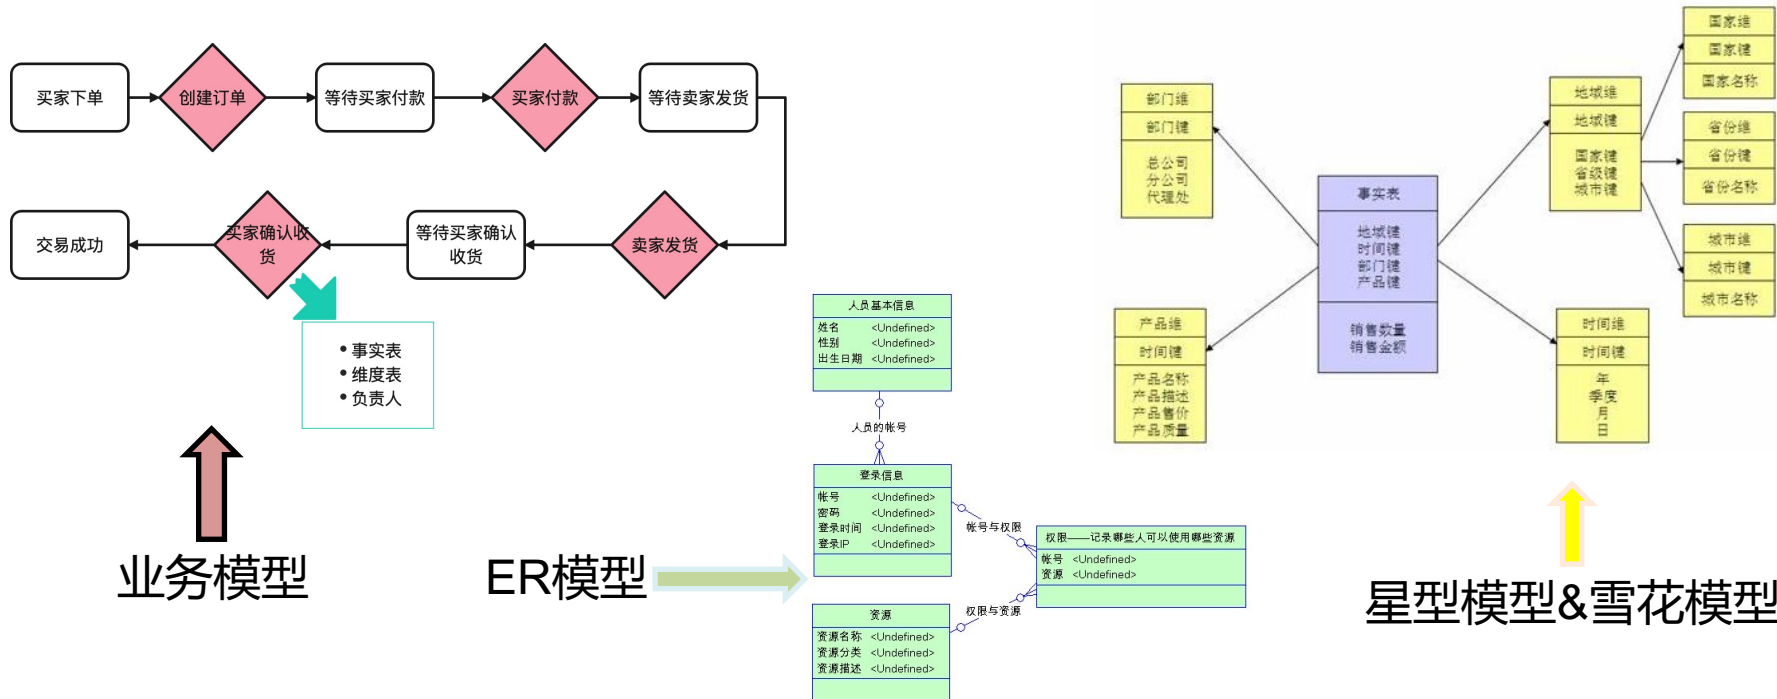 买家下单
创建订单
等待买家付款
买家付款
等待卖家发货
交易成功
买家确认收
货
等待买家确认
收货
卖家发货
• 事实表
• 维度表
• 负责人
业务模型
人员基本信息
姓名 <Undefined>
性别 <Undefined>
出生日期 <Undefined>
人员的帐号
登录信息
帐号 <Undefined>
密码 <Undefined>
登录时间 <Undefined>
登录IP <Undefined>
帐号与权限
权限——记录哪些人可以使用哪些资源
帐号 <Undefined>
资源 <Undefined>
权限与资源
资源
资源名称 <Undefined>
资源分类 <Undefined>
资源描述 <Undefined>
ER模型
部门维
部门键
总公司
分公司
代理处
事实表
地域键
时间键
部门键
产品键
销售数量
销售金额
地域维
地域键
国家键
省级键
城市键
国家维
国家键
国家名称
省份维
省份键
省份名称
城市维
城市键
城市名称
产品维
时间键
产品名称
产品描述
产品售价
产品质量
时间维
时间键
年
季度
月
日
星型模型&雪花模型